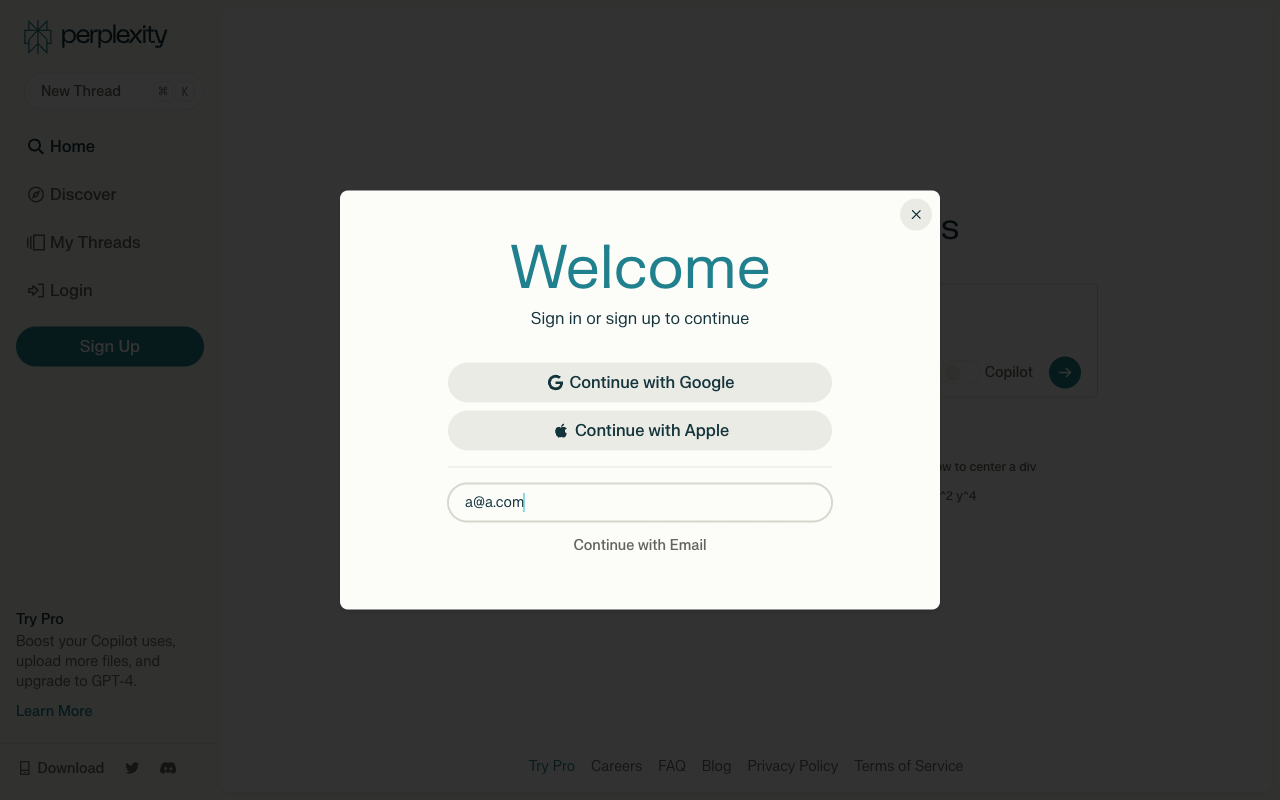 perplexity
New Thread
⌘ K
Home
Discover
My Threads
Login
Sign Up
Welcome
Sign in or sign up to continue
Continue with Google
Continue with Apple
a@a.com
Continue with Email
Copilot
to center a div
^2 y^4
Try Pro
Boost your Copilot uses,
upload more files, and
upgrade to GPT-4.
Learn More
Download
Try Pro Careers FAQ Blog Privacy Policy Terms of Service